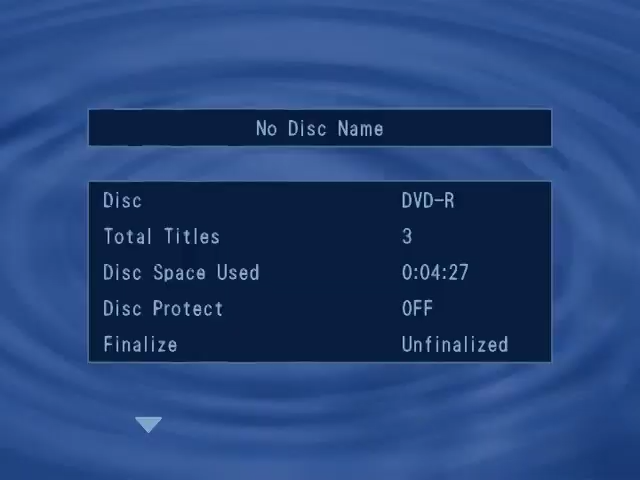 No Disc Name
Disc DVD-R
Total Titles 3
Disc Space Used 0:04:27
Disc Protect OFF
Finalize Unfinalized